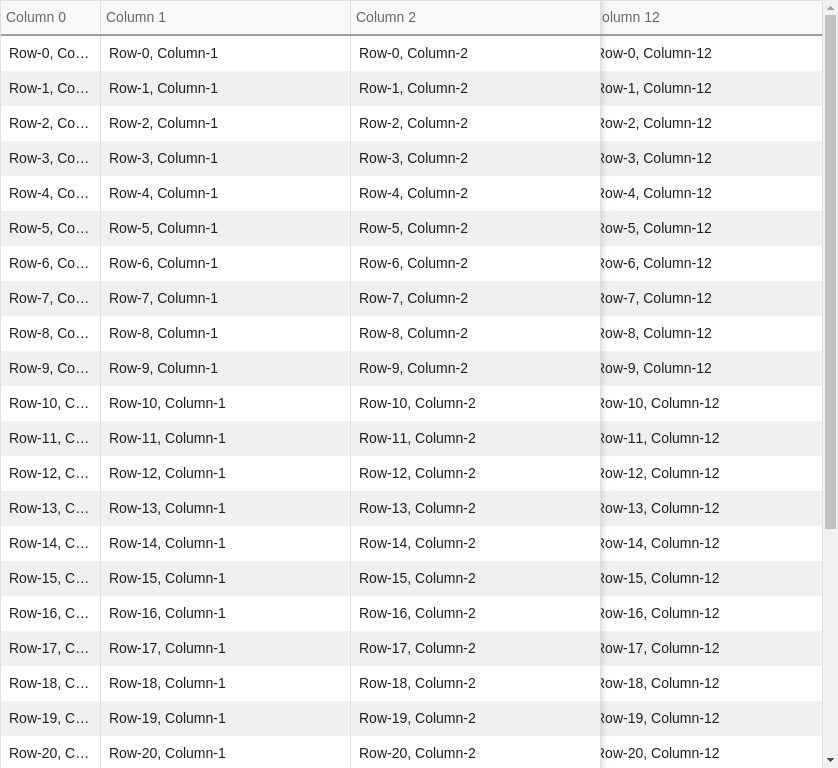 Column 0 Column 1 Column 2 olumn 12
Row-0, Co… Row-0, Column-1 Row-0, Column-2 Row-0, Column-12
Row-1, Co… Row-1, Column-1 Row-1, Column-2 Row-1, Column-12
Row-2, Co… Row-2, Column-1 Row-2, Column-2 Row-2, Column-12
Row-3, Co… Row-3, Column-1 Row-3, Column-2 Row-3, Column-12
Row-4, Co… Row-4, Column-1 Row-4, Column-2 Row-4, Column-12
Row-5, Co… Row-5, Column-1 Row-5, Column-2 Row-5, Column-12
Row-6, Co… Row-6, Column-1 Row-6, Column-2 Row-6, Column-12
Row-7, Co… Row-7, Column-1 Row-7, Column-2 Row-7, Column-12
Row-8, Co… Row-8, Column-1 Row-8, Column-2 Row-8, Column-12
Row-9, Co… Row-9, Column-1 Row-9, Column-2 Row-9, Column-12
Row-10, C… Row-10, Column-1 Row-10, Column-2 Row-10, Column-12
Row-11, C… Row-11, Column-1 Row-11, Column-2 Row-11, Column-12
Row-12, C… Row-12, Column-1 Row-12, Column-2 Row-12, Column-12
Row-13, C… Row-13, Column-1 Row-13, Column-2 Row-13, Column-12
Row-14, C… Row-14, Column-1 Row-14, Column-2 Row-14, Column-12
Row-15, C… Row-15, Column-1 Row-15, Column-2 Row-15, Column-12
Row-16, C… Row-16, Column-1 Row-16, Column-2 Row-16, Column-12
Row-17, C… Row-17, Column-1 Row-17, Column-2 Row-17, Column-12
Row-18, C… Row-18, Column-1 Row-18, Column-2 Row-18, Column-12
Row-19, C… Row-19, Column-1 Row-19, Column-2 Row-19, Column-12
Row-20, C… Row-20, Column-1 Row-20, Column-2 Row-20, Column-12